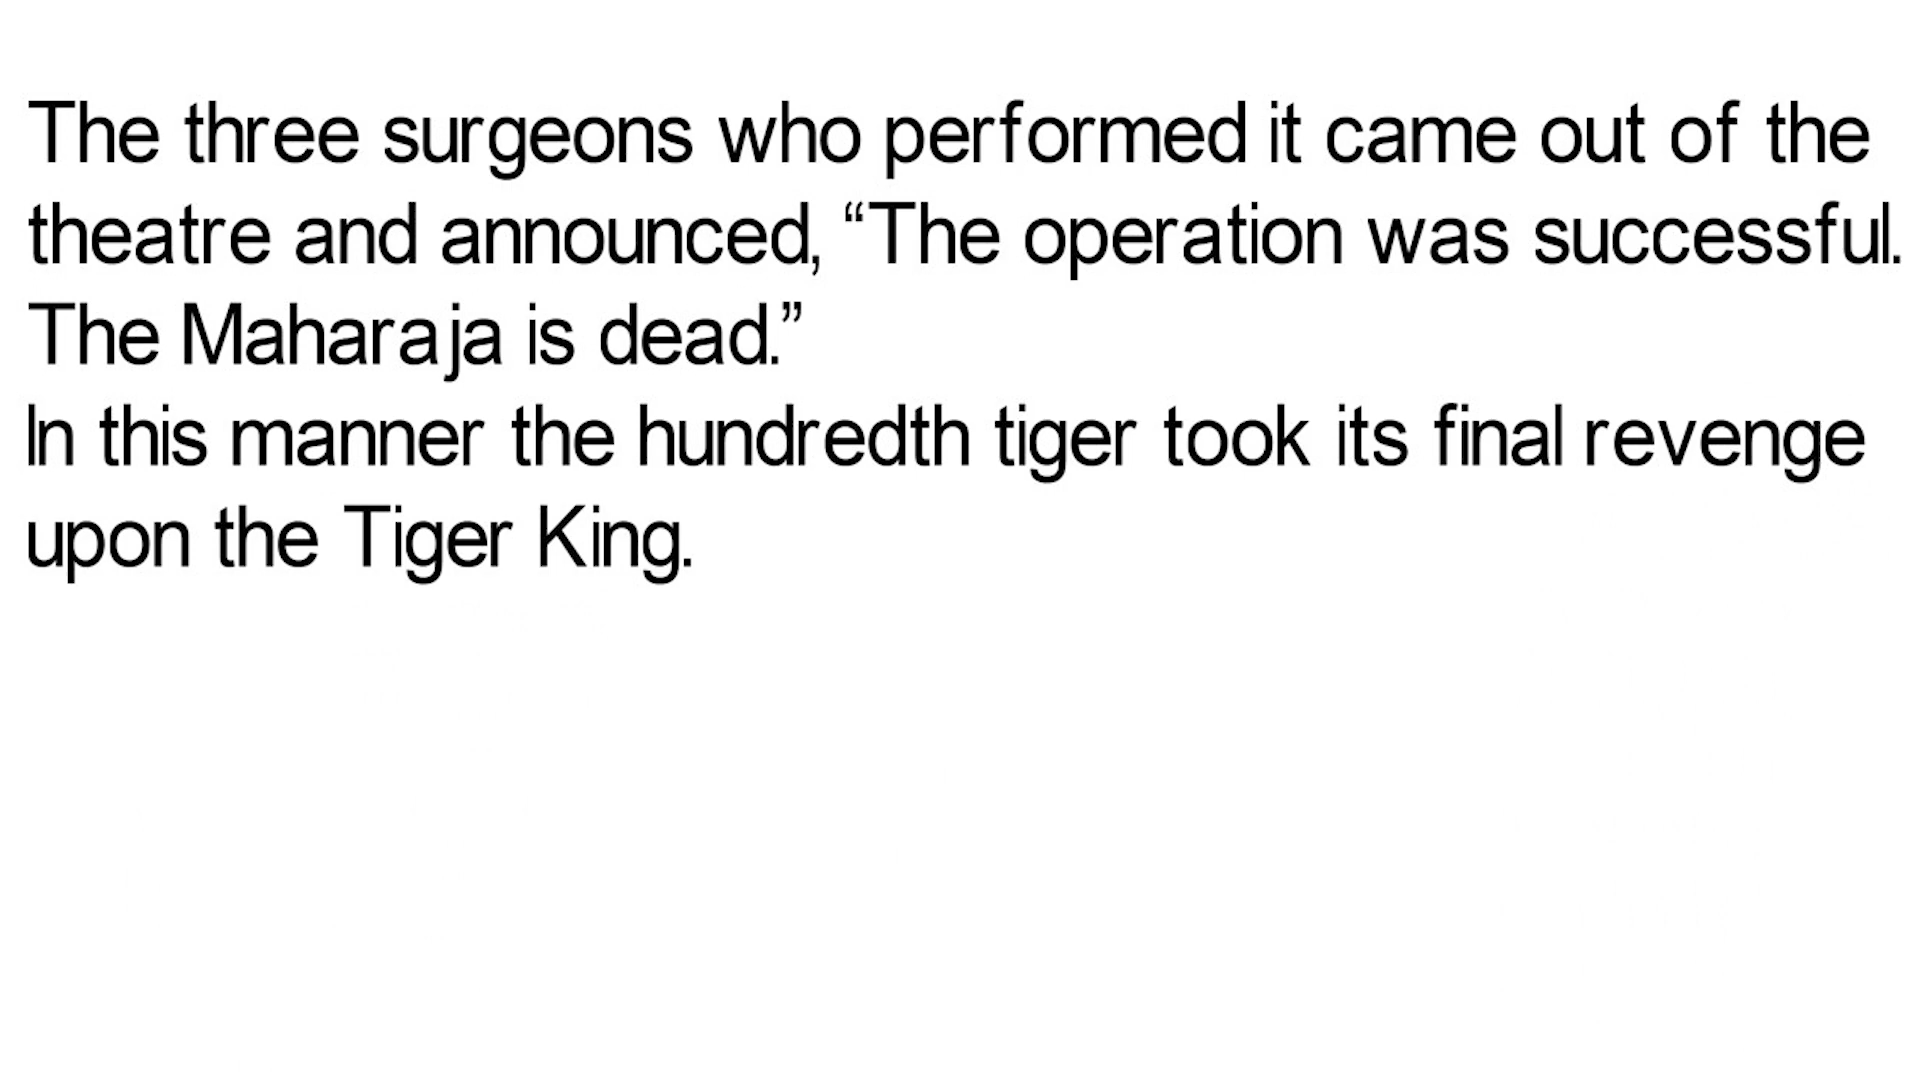 The three surgeons who performed it came out of the
theatre and announced, “The operation was successful.
The Maharaja is dead.”
In this manner the hundredth tiger took its final revenge
upon the Tiger King.